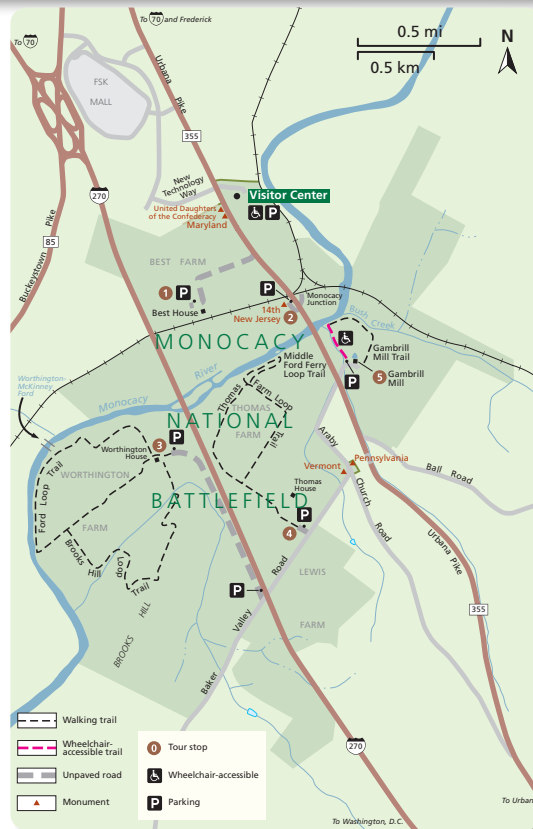 To 70 and Frederick
To 70
0.5 mi
0.5 km
N
FSK
MALL
Urbana
Pike
355
New
Technology
Way
270
Visitor Center
P
United Daughters
of the Confederacy
Maryland
Buckeystown
Pike
85
BEST FARM
1
P
Best House
P
14th
New Jersey
2
Monocacy
Junction
Bush Creek
MONOCACY
Gambrill
Mill Trail
5
Gambrill
Mill
P
Middle
Ford Ferry
Loop Trail
River
Monocacy
Worthington-
McKinney
Ford
Thomas
Farm Loop
Trail
THOMAS
FARM
NATIONAL
Worthington
House
3
P
Araby
Church
Road
Vermont
Pennsylvania
Ball Road
Ford Loop
Trail
WORTHINGTON
FARM
Thomas
House
BATTLEFIELD
P
4
Brooks
Hill
Loop
Trail
BROOKS
HILL
P
Baker
Valley
Road
LEWIS
FARM
Urbana Pike
355
270
Walking trail
Wheelchair-
accessible trail
Unpaved road
Monument
0 Tour stop
Wheelchair-accessible
P Parking
To Washington, D.C.
To Urban